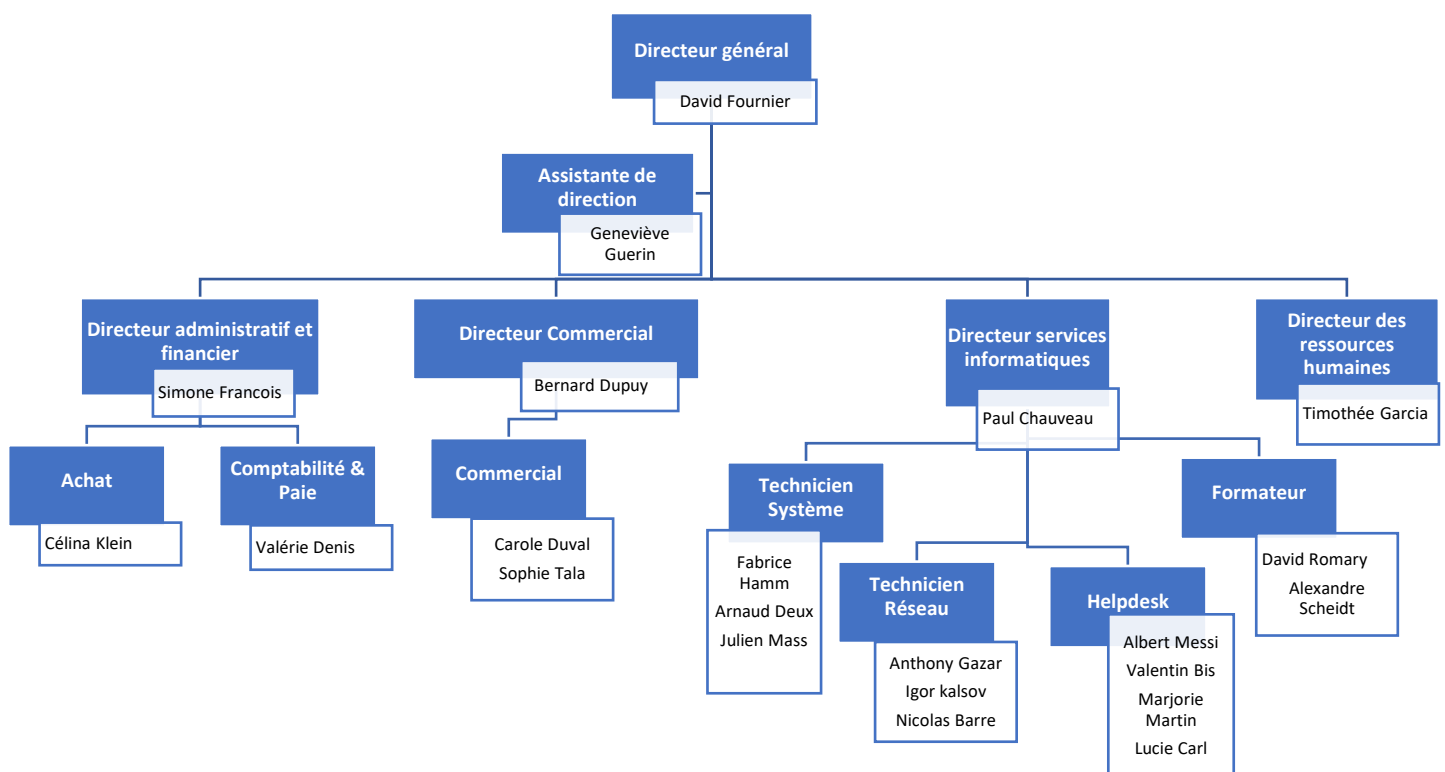 Directeur général
David Fournier
Assistante de
direction
Geneviève
Guerin
Directeur administratif et
financier
Simone Francois
Directeur Commercial
Bernard Dupuy
Directeur services
informatiques
Paul Chauveau
Directeur des
ressources
humaines
Timothée Garcia
Achat
Célina Klein
Comptabilité &
Paie
Valérie Denis
Commercial
Carole Duval
Sophie Tala
Technicien
Système
Fabrice
Hamm
Arnaud Deux
Julien Mass
Technicien
Réseau
Anthony Gazar
Igor kalsov
Nicolas Barre
Helpdesk
Albert Messi
Valentin Bis
Marjorie
Martin
Lucie Carl
Formateur
David Romary
Alexandre
Scheidt